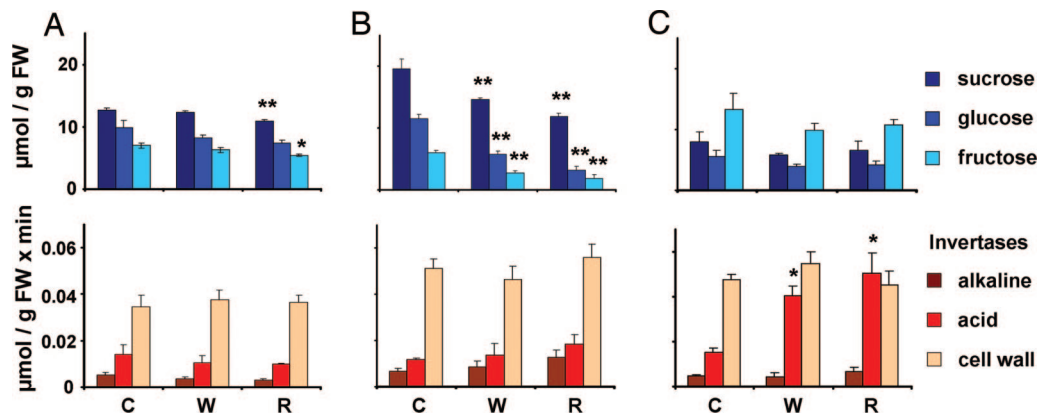 A
B
C
µmol / g FW
20
10
0
**
*
**
**
**
**
**
**
sucrose
glucose
fructose
µmol / g FW x min
0.06
0.04
0.02
0
*
*
Invertases
alkaline
acid
cell wall
C W R
C W R
C W R